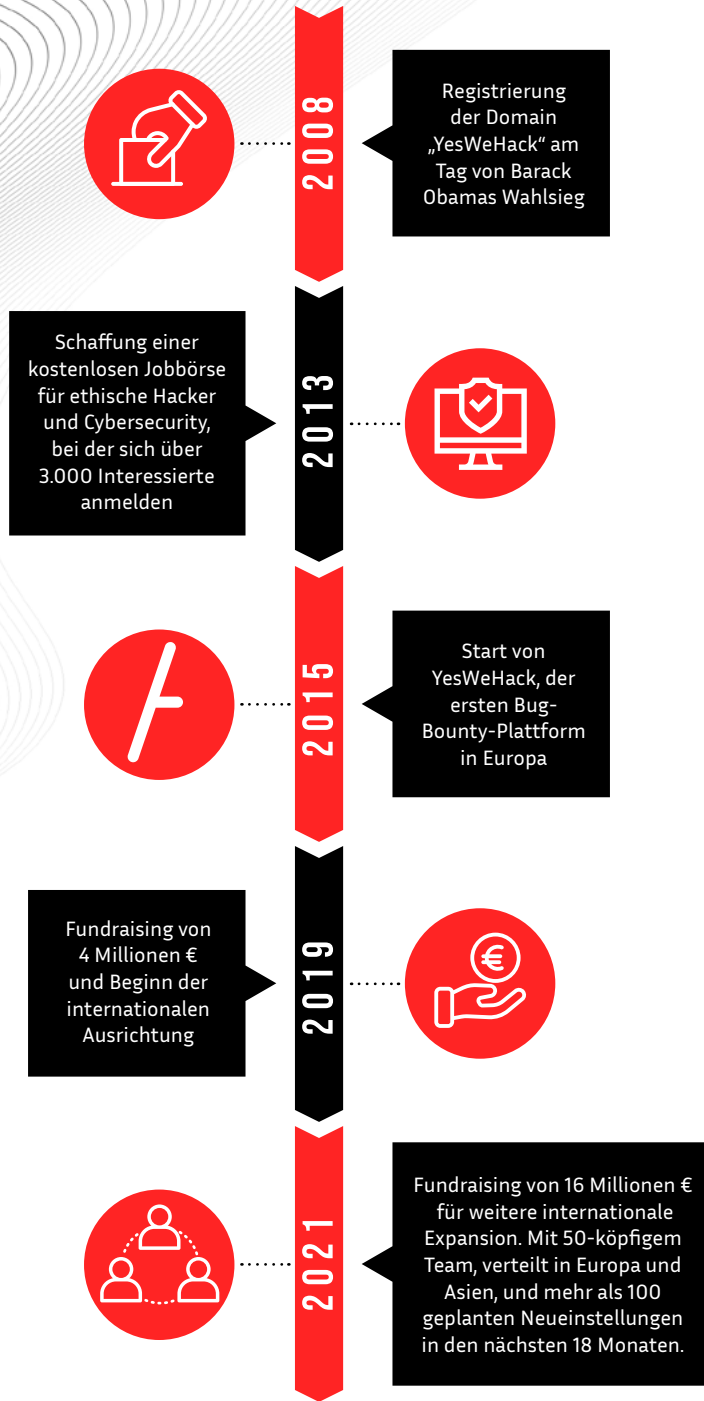 2008
Registrierung
der Domain
„YesWeHack“ am
Tag von Barack
Obamas Wahlsieg
2013
Schaffung einer
kostenlosen Jobbörse
für ethische Hacker
und Cybersecurity,
bei der sich über
3.000 Interessierte
anmelden
2015
Start von
YesWeHack, der
ersten Bug-
Bounty-Plattform
in Europa
2019
Fundraising von
4 Millionen €
und Beginn der
internationalen
Ausrichtung
€
2021
Fundraising von 16 Millionen €
für weitere internationale
Expansion. Mit 50-köpfigem
Team, verteilt in Europa und
Asien, und mehr als 100
geplanten Neueinstellungen
in den nächsten 18 Monaten.